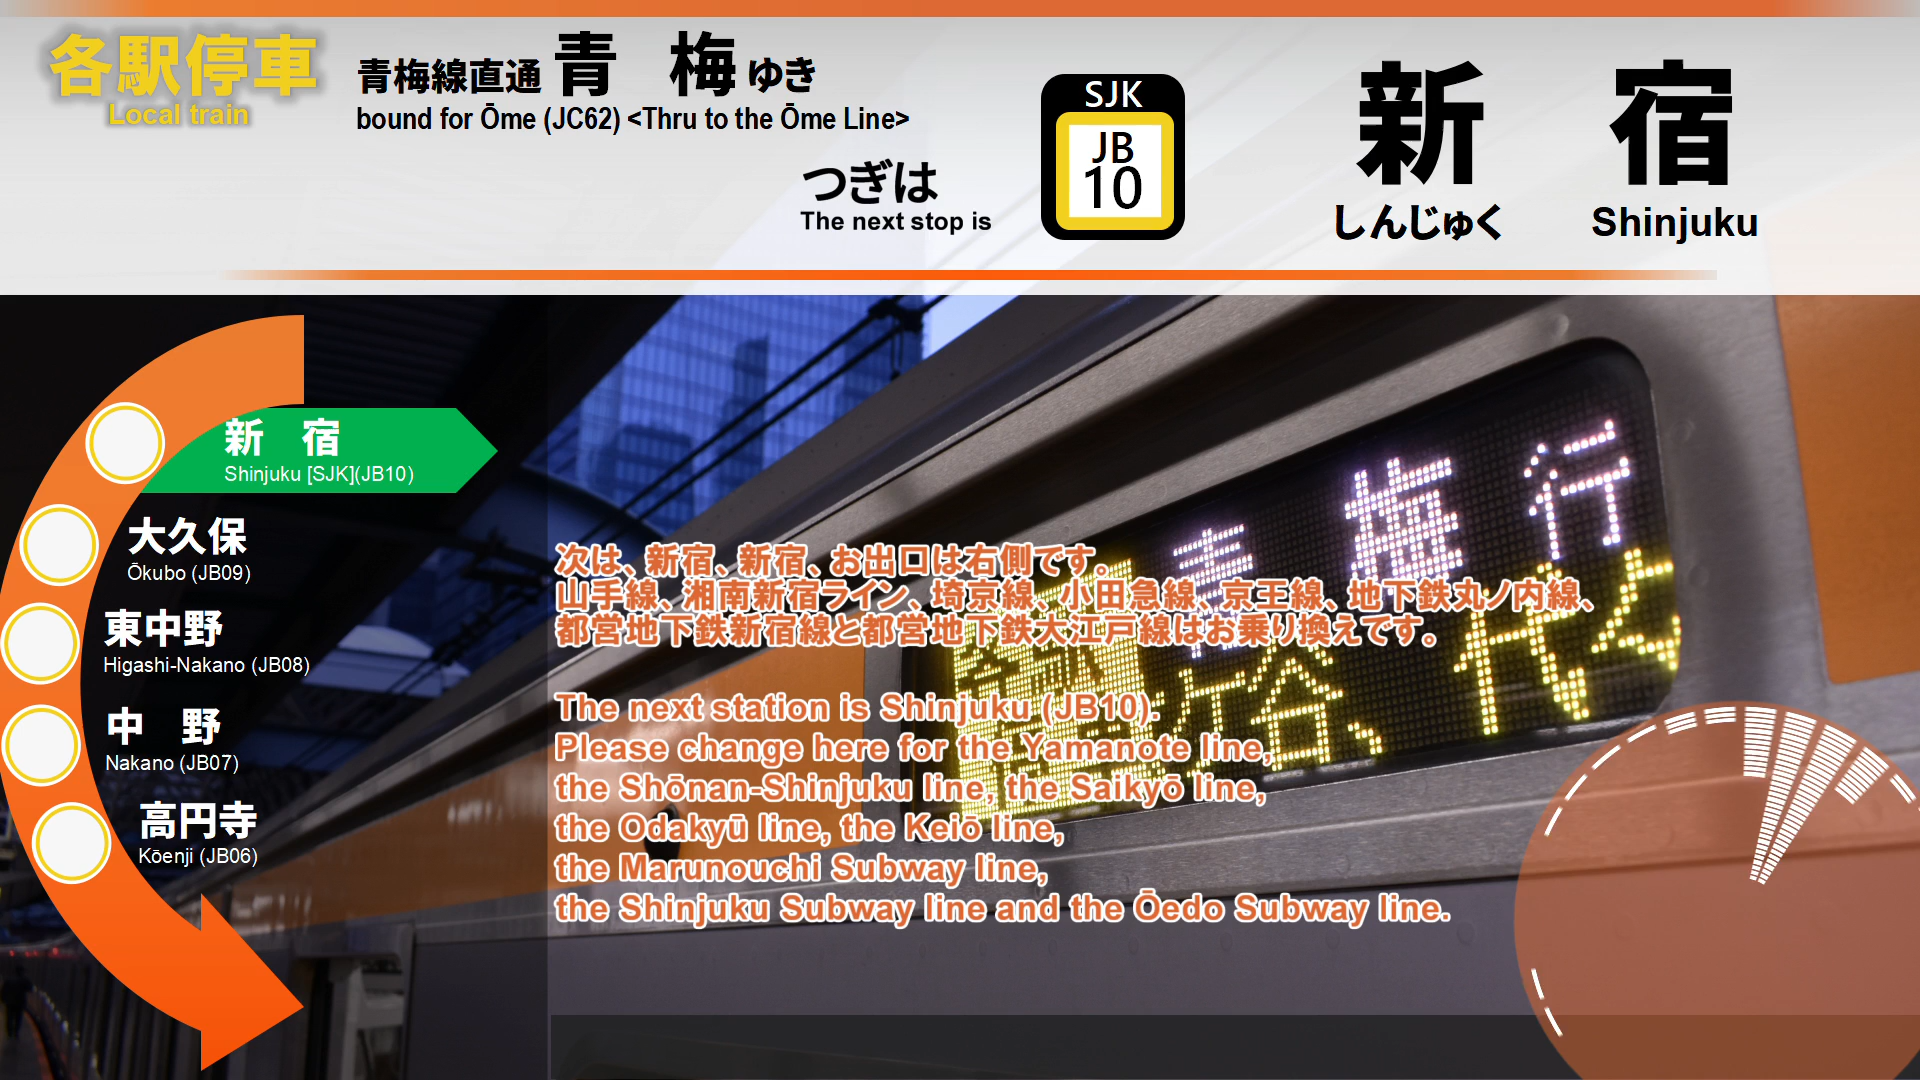 各駅停車
Local train
青梅線直通 青 梅 ゆき
bound for Ōme (JC62) <Thru to the Ōme Line>
つぎは
The next stop is
SJK
JB
10
新 宿
しんじゅく Shinjuku
新 宿
Shinjuku [SJK](JB10)
大久保
Ōkubo (JB09)
東中野
Higashi-Nakano (JB08)
中 野
Nakano (JB07)
高円寺
Kōenji (JB06)
青梅行
次は、新宿、新宿、お出口は右側です。
山手線、湘南新宿ライン、埼京線、小田急線、京王線、地下鉄丸ノ内線、
都営地下鉄新宿線と都営地下鉄大江戸線はお乗り換えです。
The next station is Shinjuku (JB10).
Please change here for the Yamanote line,
the Shōnan-Shinjuku line, the Saikyō line,
the Odakyū line, the Keiō line,
the Marunouchi Subway line,
the Shinjuku Subway line and the Ōedo Subway line.